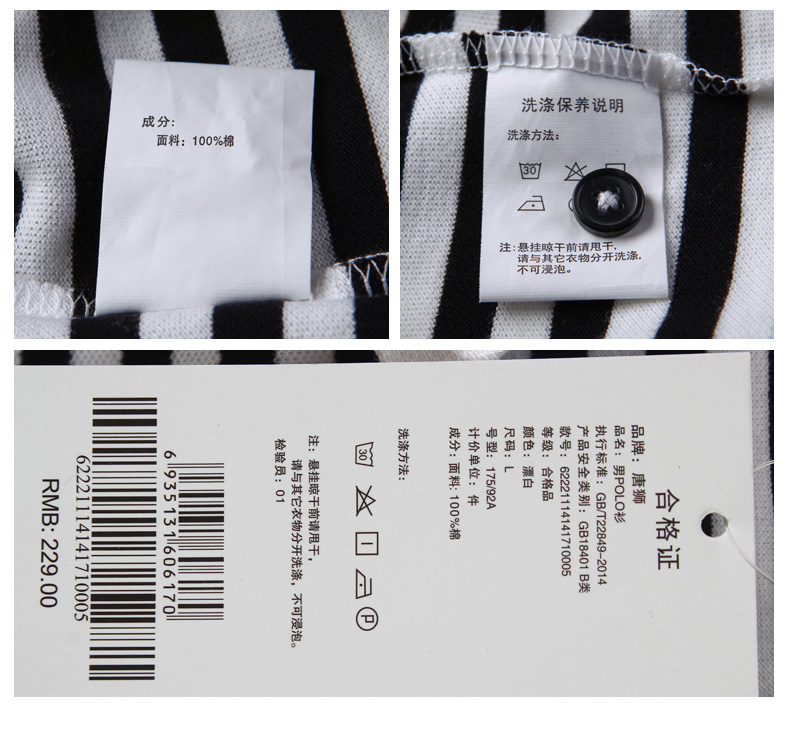 成分:
面料: 100%棉
洗涤保养说明
洗涤方法:
30
注:悬挂晾干前请甩干,
请与其它衣物分开洗涤,
不可浸泡。
合格证
品牌: 唐狮
品名: 男POLO衫
执行标准: GB/T22849-2014
产品安全类别: GB18401 B类
款号: 62221114141710005
等级: 合格品
颜色: 漂白
尺码: L
号型: 175/92A
计价单位: 件
成分: 面料: 100%棉
洗涤方法:
30
P
注: 悬挂晾干前请甩干,
请与其它衣物分开洗涤, 不可浸泡。
检验员: 01
6 935131 606170
62221114141710005
RMB: 229.00